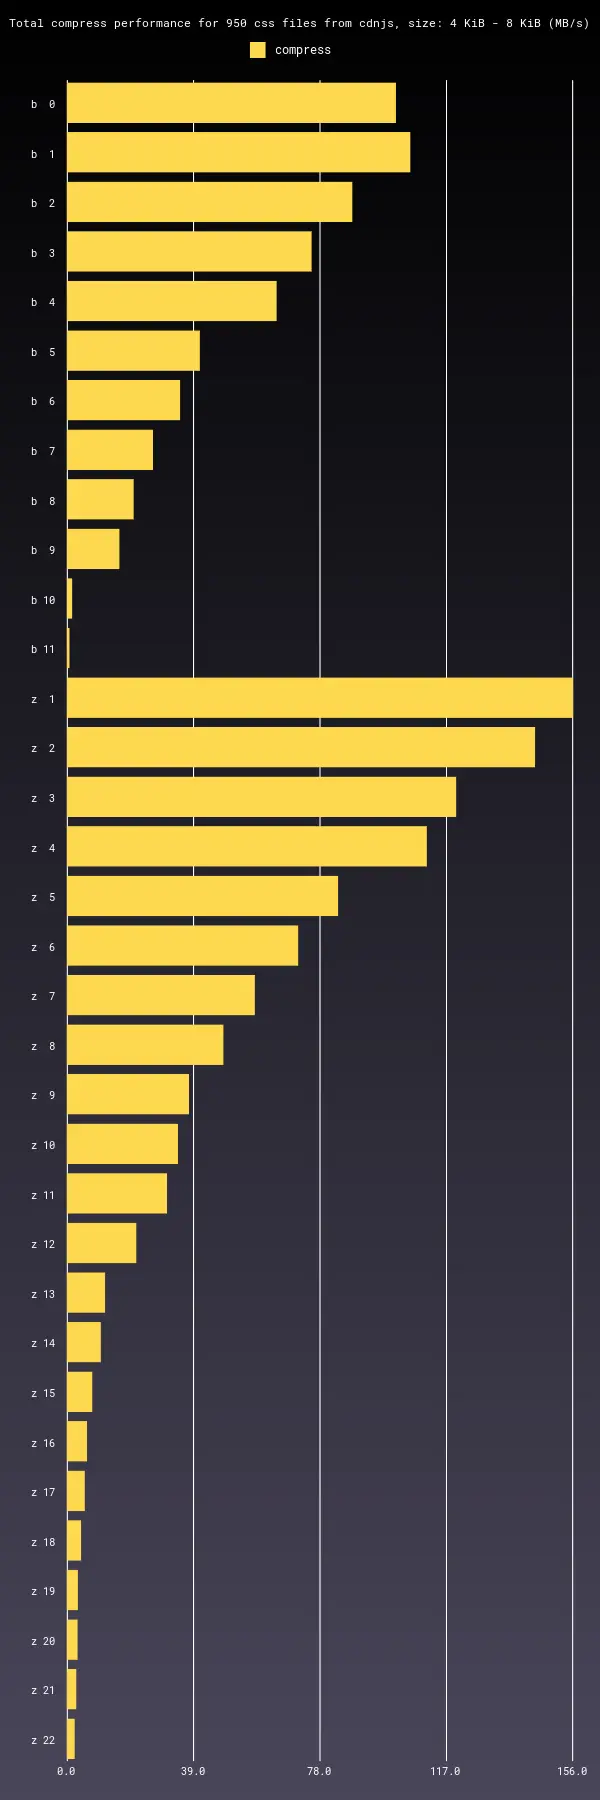 Total compress performance for 950 css files from cdnjs, size: 4 KiB - 8 KiB (MB/s)
compress
b 0
b 1
b 2
b 3
b 4
b 5
b 6
b 7
b 8
b 9
b 10
b 11
z 1
z 2
z 3
z 4
z 5
z 6
z 7
z 8
z 9
z 10
z 11
z 12
z 13
z 14
z 15
z 16
z 17
z 18
z 19
z 20
z 21
z 22
0.0 39.0 78.0 117.0 156.0